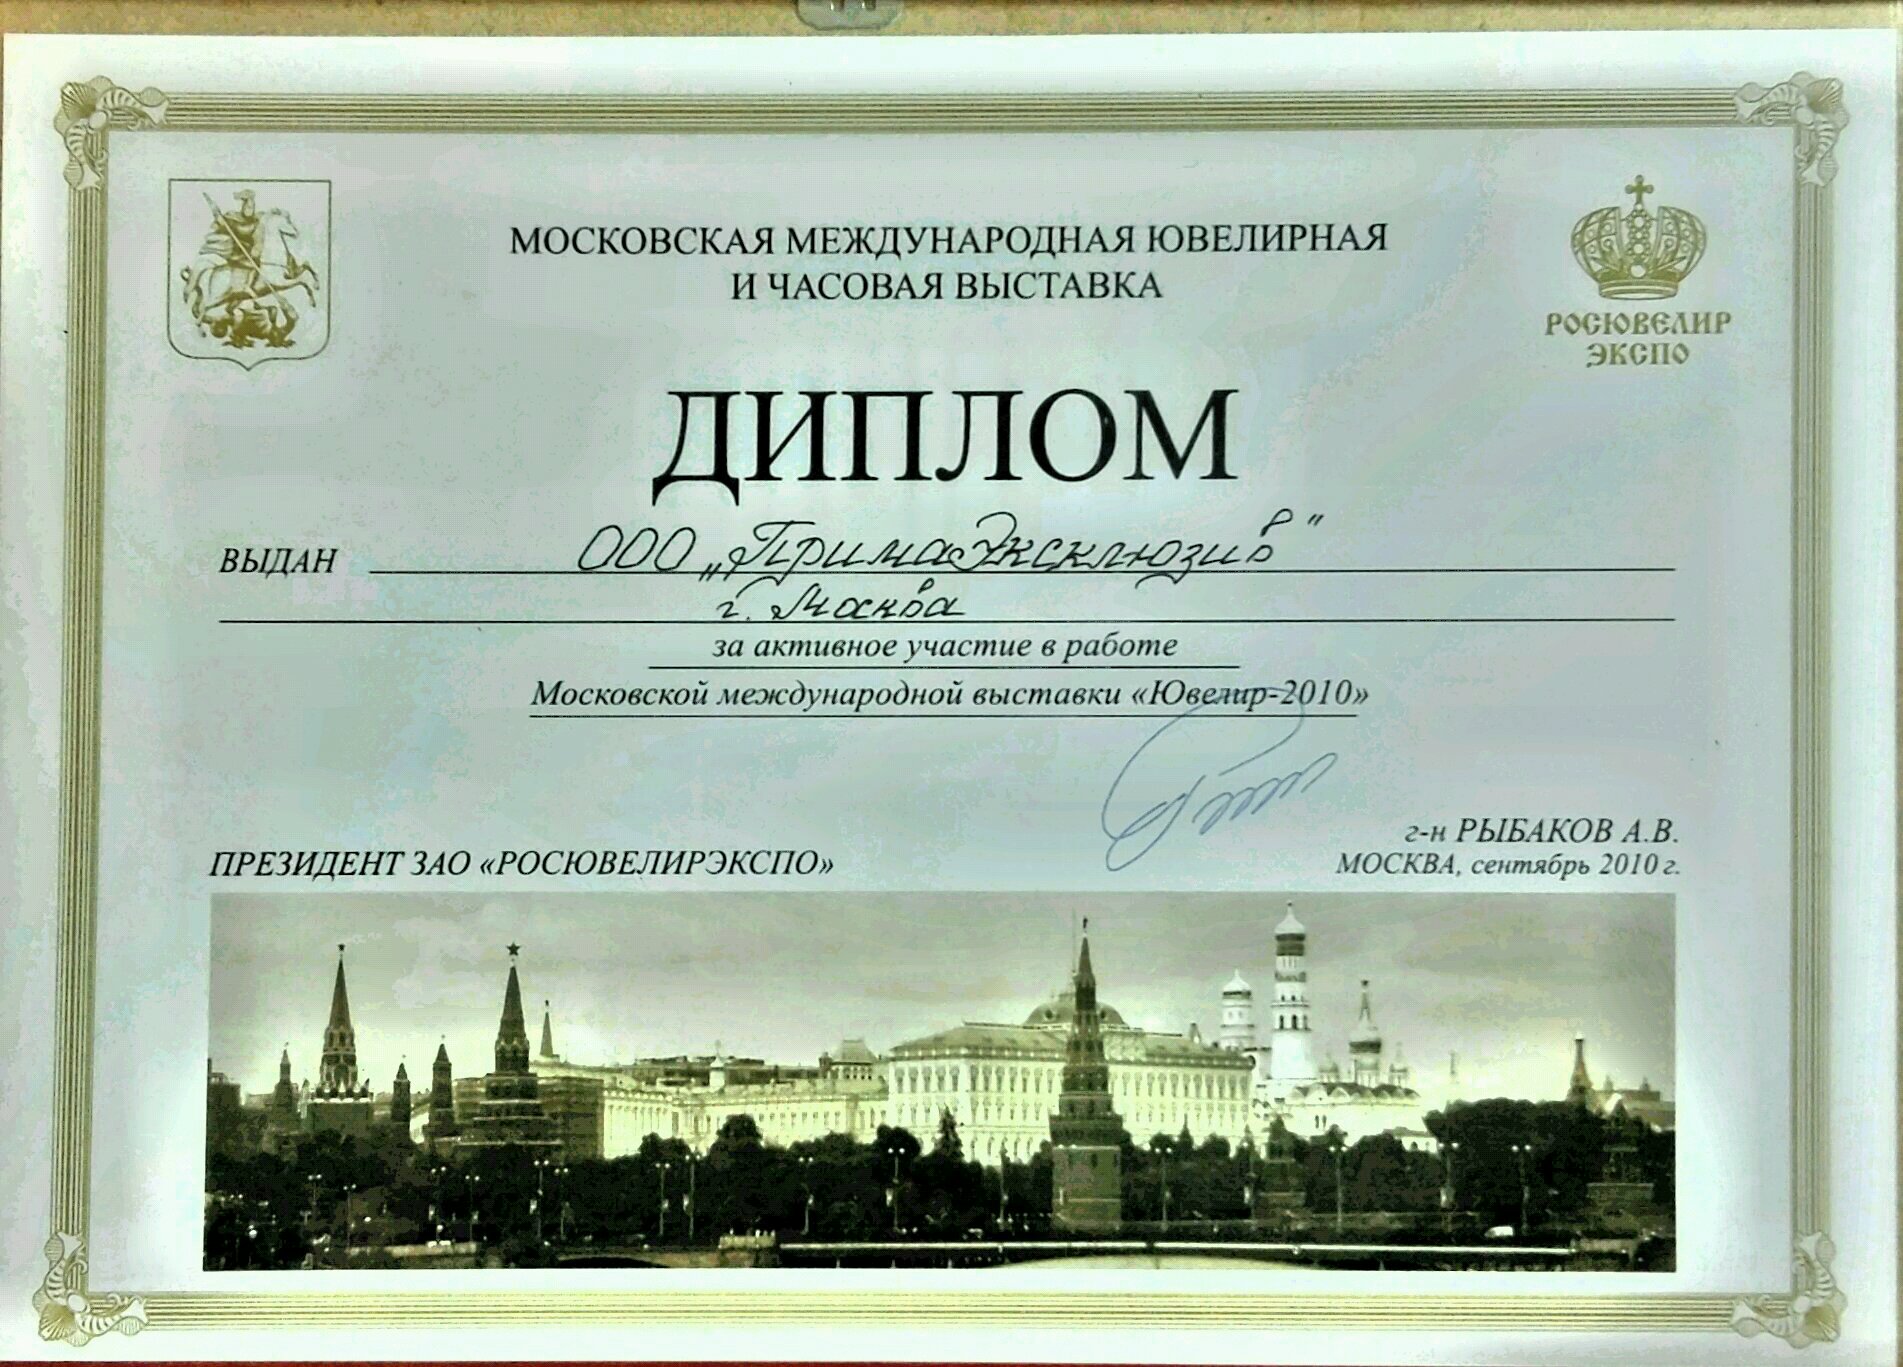 МОСКОВСКАЯ МЕЖДУНАРОДНАЯ ЮВЕЛИРНАЯ
И ЧАСОВАЯ ВЫСТАВКА
РОСЮВЕЛИР
ЭКСПО
ДИПЛОМ
ВЫДАН ООО „ПримаЭксклюзив"
г. Москва
за активное участие в работе
Московской международной выставки «Ювелир-2010»
г-н РЫБАКОВ А.В.
ПРЕЗИДЕНТ ЗАО «РОСЮВЕЛИРЭКСПО» МОСКВА, сентябрь 2010 г.